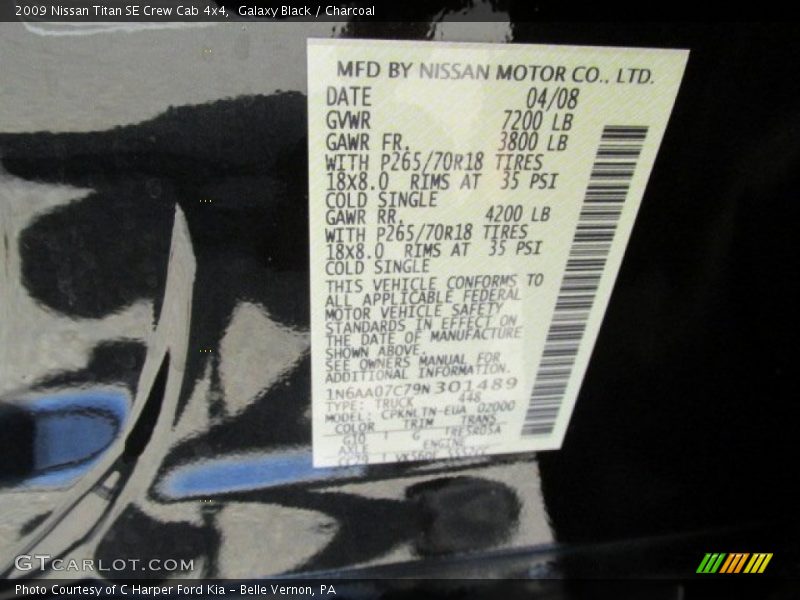 2009 Nissan Titan SE Crew Cab 4x4, Galaxy Black / Charcoal
MFD BY NISSAN MOTOR CO., LTD.
DATE 04/08
GVWR 7200 LB
GAWR FR. 3800 LB
WITH P265/70R18 TIRES
18X8.0 RIMS AT 35 PSI
COLD SINGLE
GAWR RR. 4200 LB
WITH P265/70R18 TIRES
18X8.0 RIMS AT 35 PSI
COLD SINGLE
THIS VEHICLE CONFORMS TO
ALL APPLICABLE FEDERAL
MOTOR VEHICLE SAFETY
STANDARDS IN EFFECT ON
THE DATE OF MANUFACTURE
SHOWN ABOVE.
SEE OWNERS MANUAL FOR
ADDITIONAL INFORMATION.
1N6AA07C79N301489
TYPE: TRUCK 448
MODEL: CPKNLTN-EUA 02000
COLOR TRIM TRANS
G10 G TRE5R05A
AXLE ENGINE
GTCARLOT.COM
Photo Courtesy of C Harper Ford Kia - Belle Vernon, PA